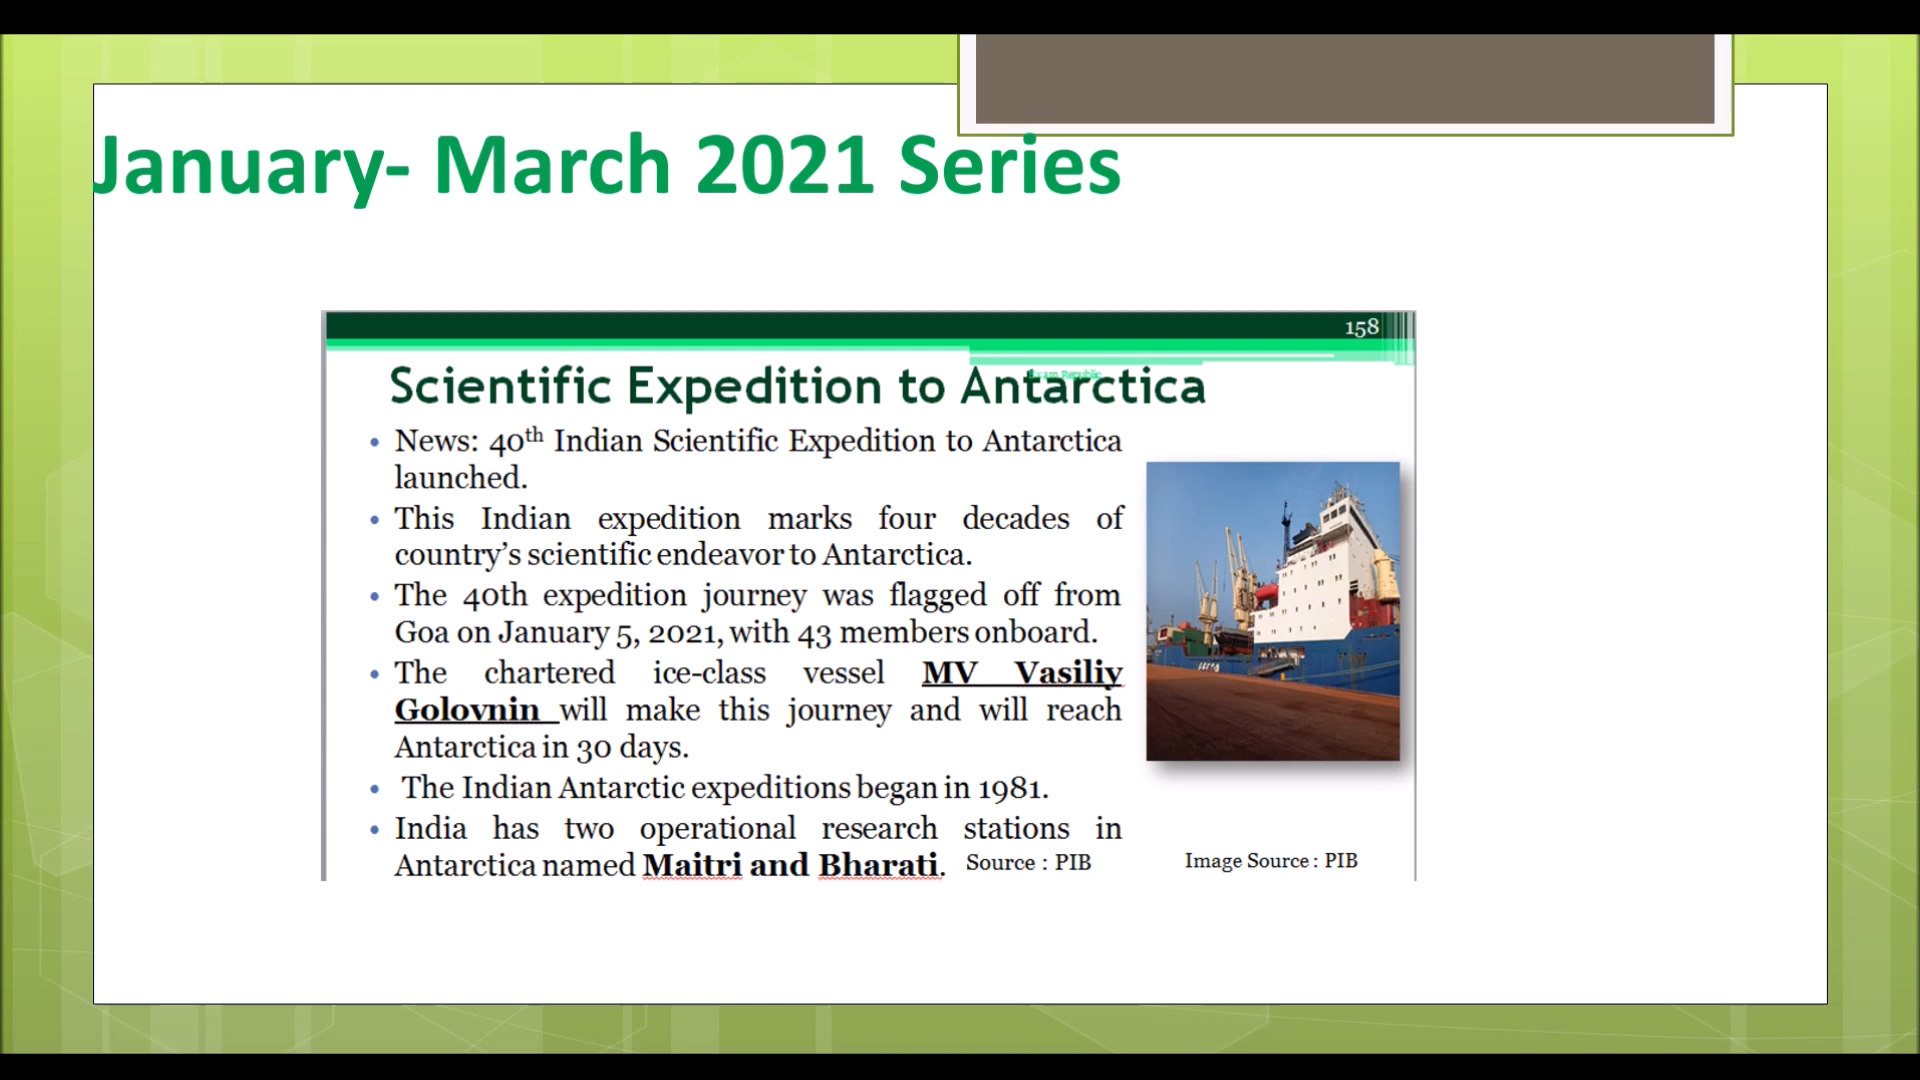 January- March 2021 Series
158
Exam Republic
Scientific Expedition to Antarctica
• News: 40th Indian Scientific Expedition to Antarctica
launched.
• This Indian expedition marks four decades of
country’s scientific endeavor to Antarctica.
• The 40th expedition journey was flagged off from
Goa on January 5, 2021, with 43 members onboard.
• The chartered ice-class vessel MV Vasiliy
Golovnin will make this journey and will reach
Antarctica in 30 days.
• The Indian Antarctic expeditions began in 1981.
• India has two operational research stations in
Antarctica named Maitri and Bharati. Source : PIB
Image Source : PIB